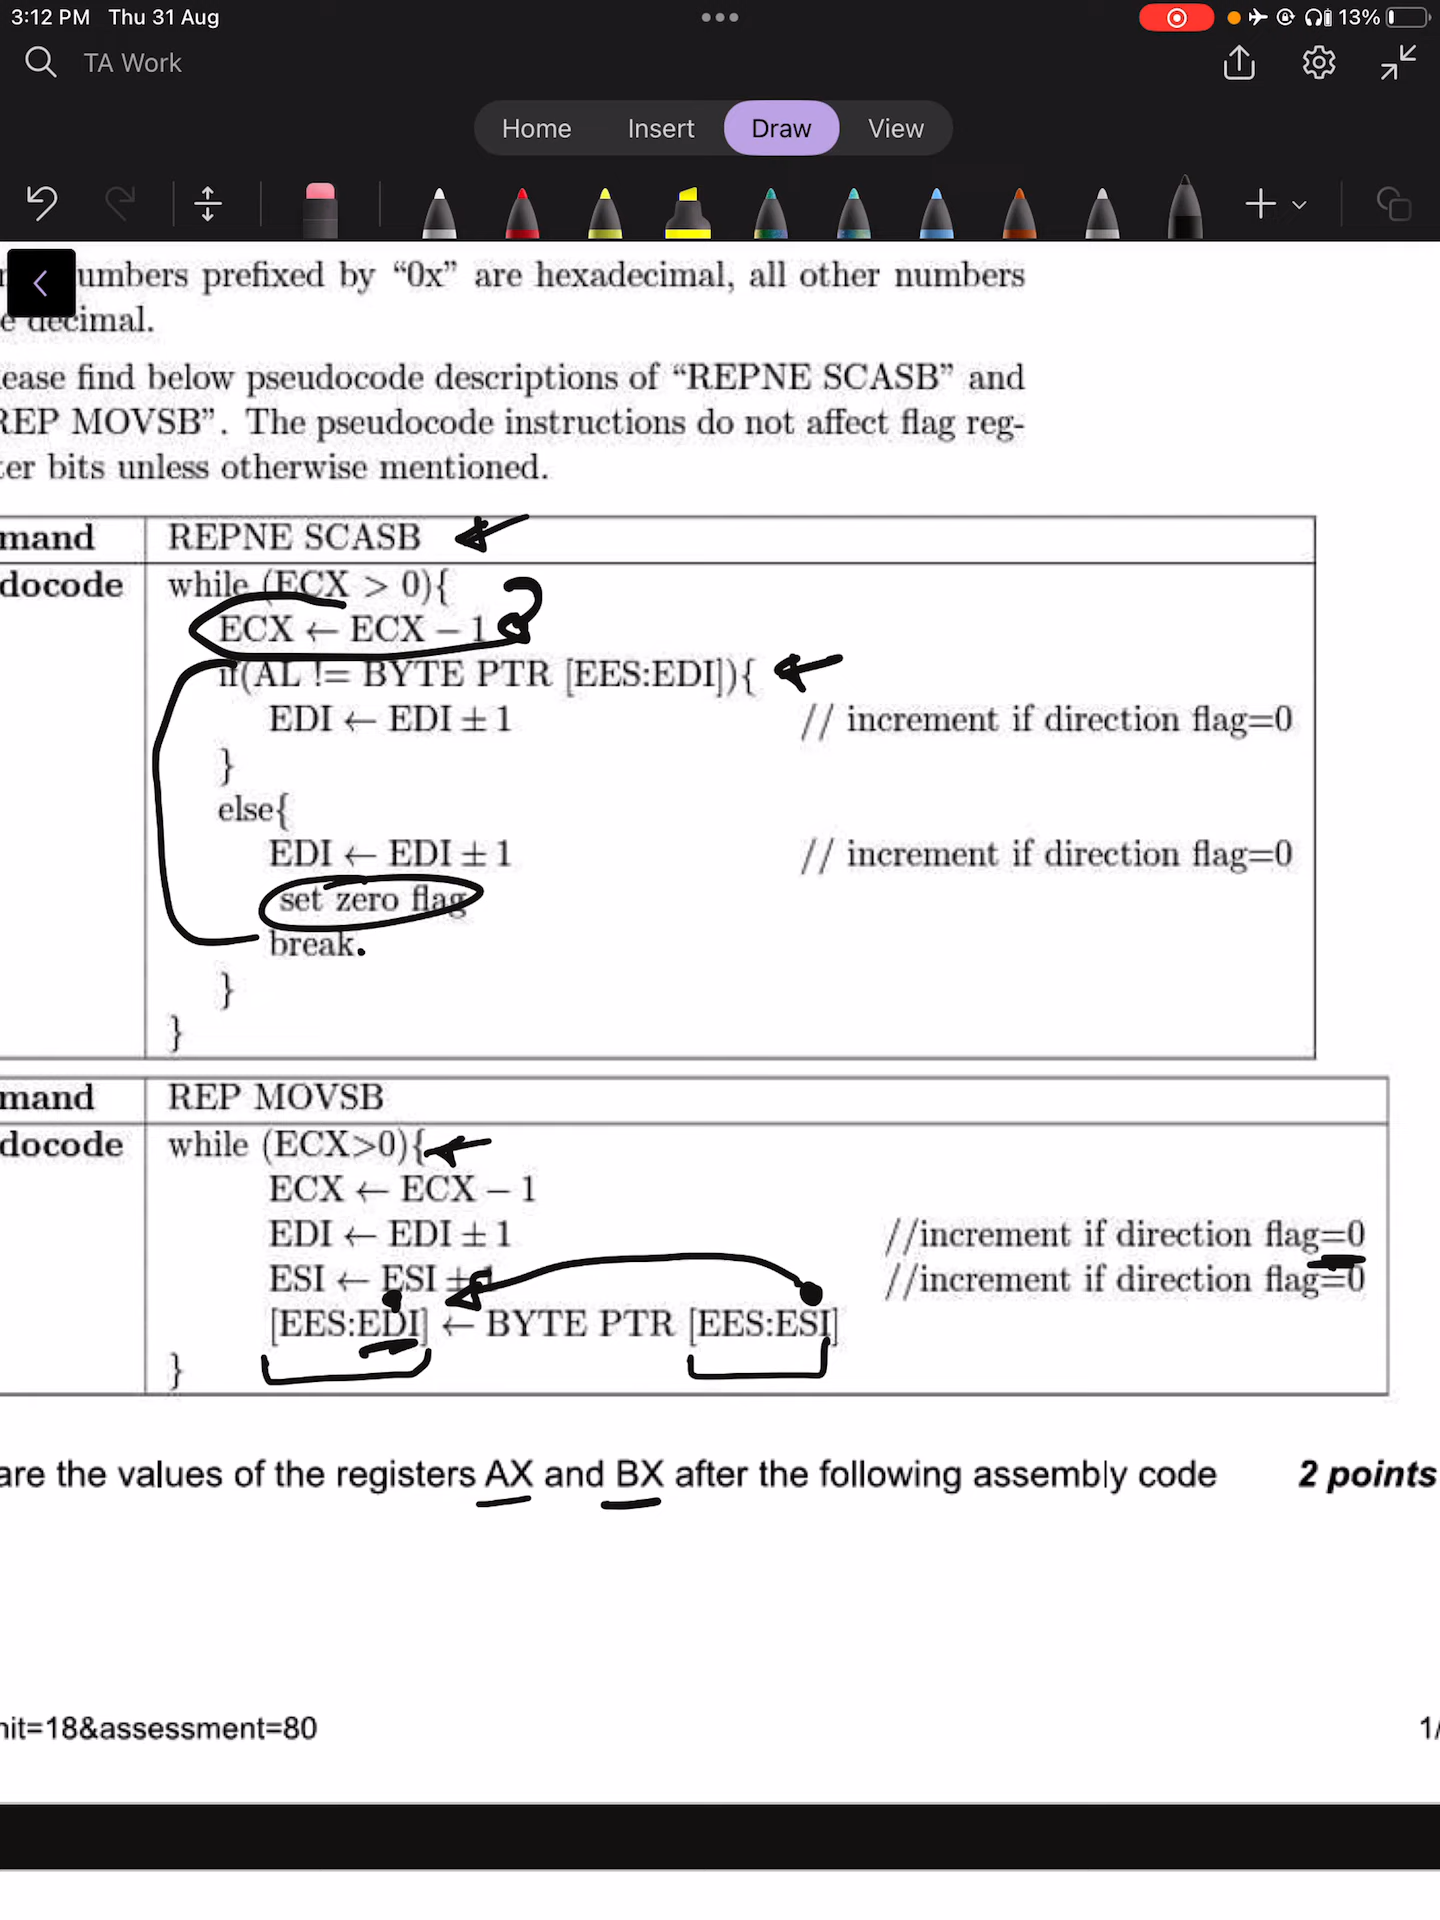 3:12 PM Thu 31 Aug
13%
TA Work
Home Insert Draw View
umbers prefixed by “0x” are hexadecimal, all other numbers
e decimal.
ease find below pseudocode descriptions of “REPNE SCASB” and
REP MOVSB”. The pseudocode instructions do not affect flag reg-
ter bits unless otherwise mentioned.
mand REPNE SCASB
docode while (ECX > 0){
ECX ← ECX − 1
if(AL != BYTE PTR [EES:EDI]){
EDI ← EDI ± 1 // increment if direction flag=0
}
else{
EDI ← EDI ± 1 // increment if direction flag=0
set zero flag
break.
}
}
mand REP MOVSB
docode while (ECX>0){
ECX ← ECX − 1
EDI ← EDI ± 1 //increment if direction flag=0
ESI ← ESI ± 1 //increment if direction flag=0
[EES:EDI] ← BYTE PTR [EES:ESI]
}
are the values of the registers AX and BX after the following assembly code 2 points
nit=18&assessment=80 1/